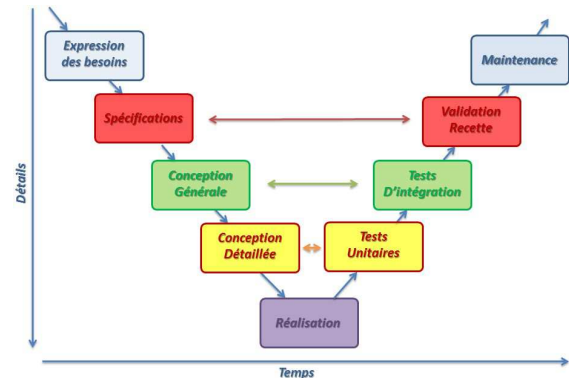 Expression
des besoins
Maintenance
Spécifications
Validation
Recette
Conception
Générale
Tests
D'intégration
Conception
Détaillée
Tests
Unitaires
Réalisation
Détails
Temps